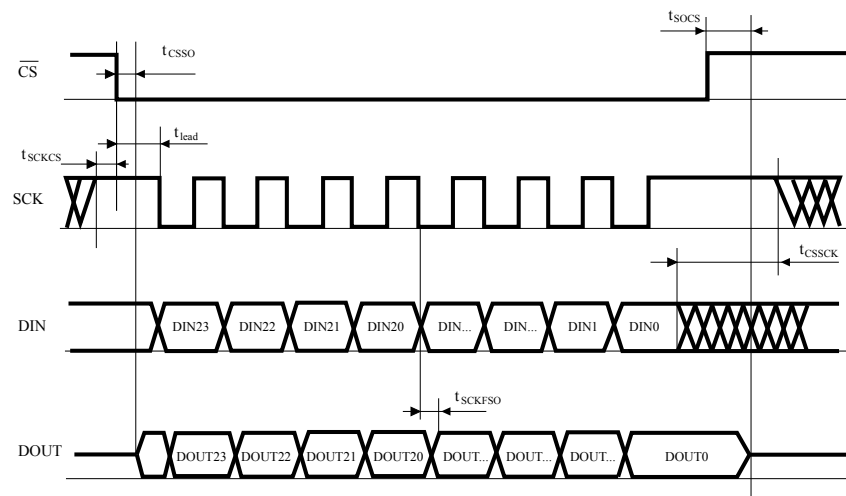 tSOCS
tCSSO
CS
tlead
tSCKCS
SCK
tCSSCK
DIN
DIN23 DIN22 DIN21 DIN20 DIN... DIN... DIN1 DIN0
tSCKFSO
DOUT
DOUT23 DOUT22 DOUT21 DOUT20 DOUT... DOUT... DOUT... DOUT0